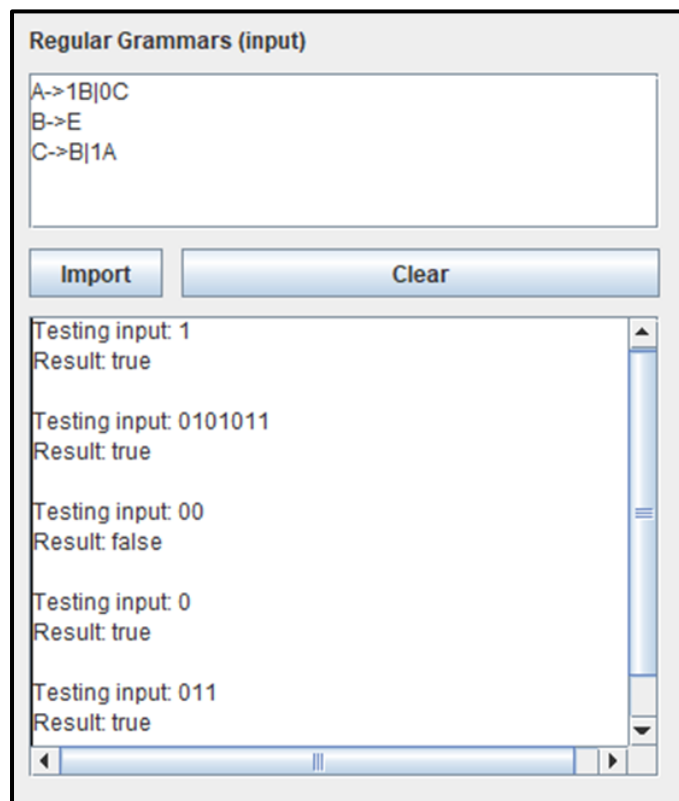 Regular Grammars (input)
A->1B|0C
B->E
C->B|1A
Import
Clear
Testing input: 1
Result: true
Testing input: 0101011
Result: true
Testing input: 00
Result: false
Testing input: 0
Result: true
Testing input: 011
Result: true